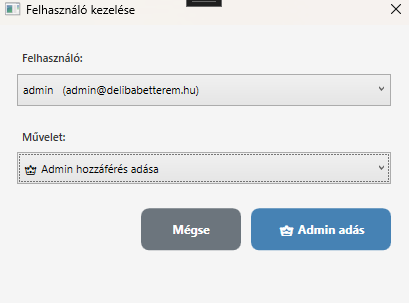 Felhasználó kezelése
Felhasználó:
admin (admin@delibabetterem.hu)
Művelet:
Admin hozzáférés adása
Mégse
Admin adás